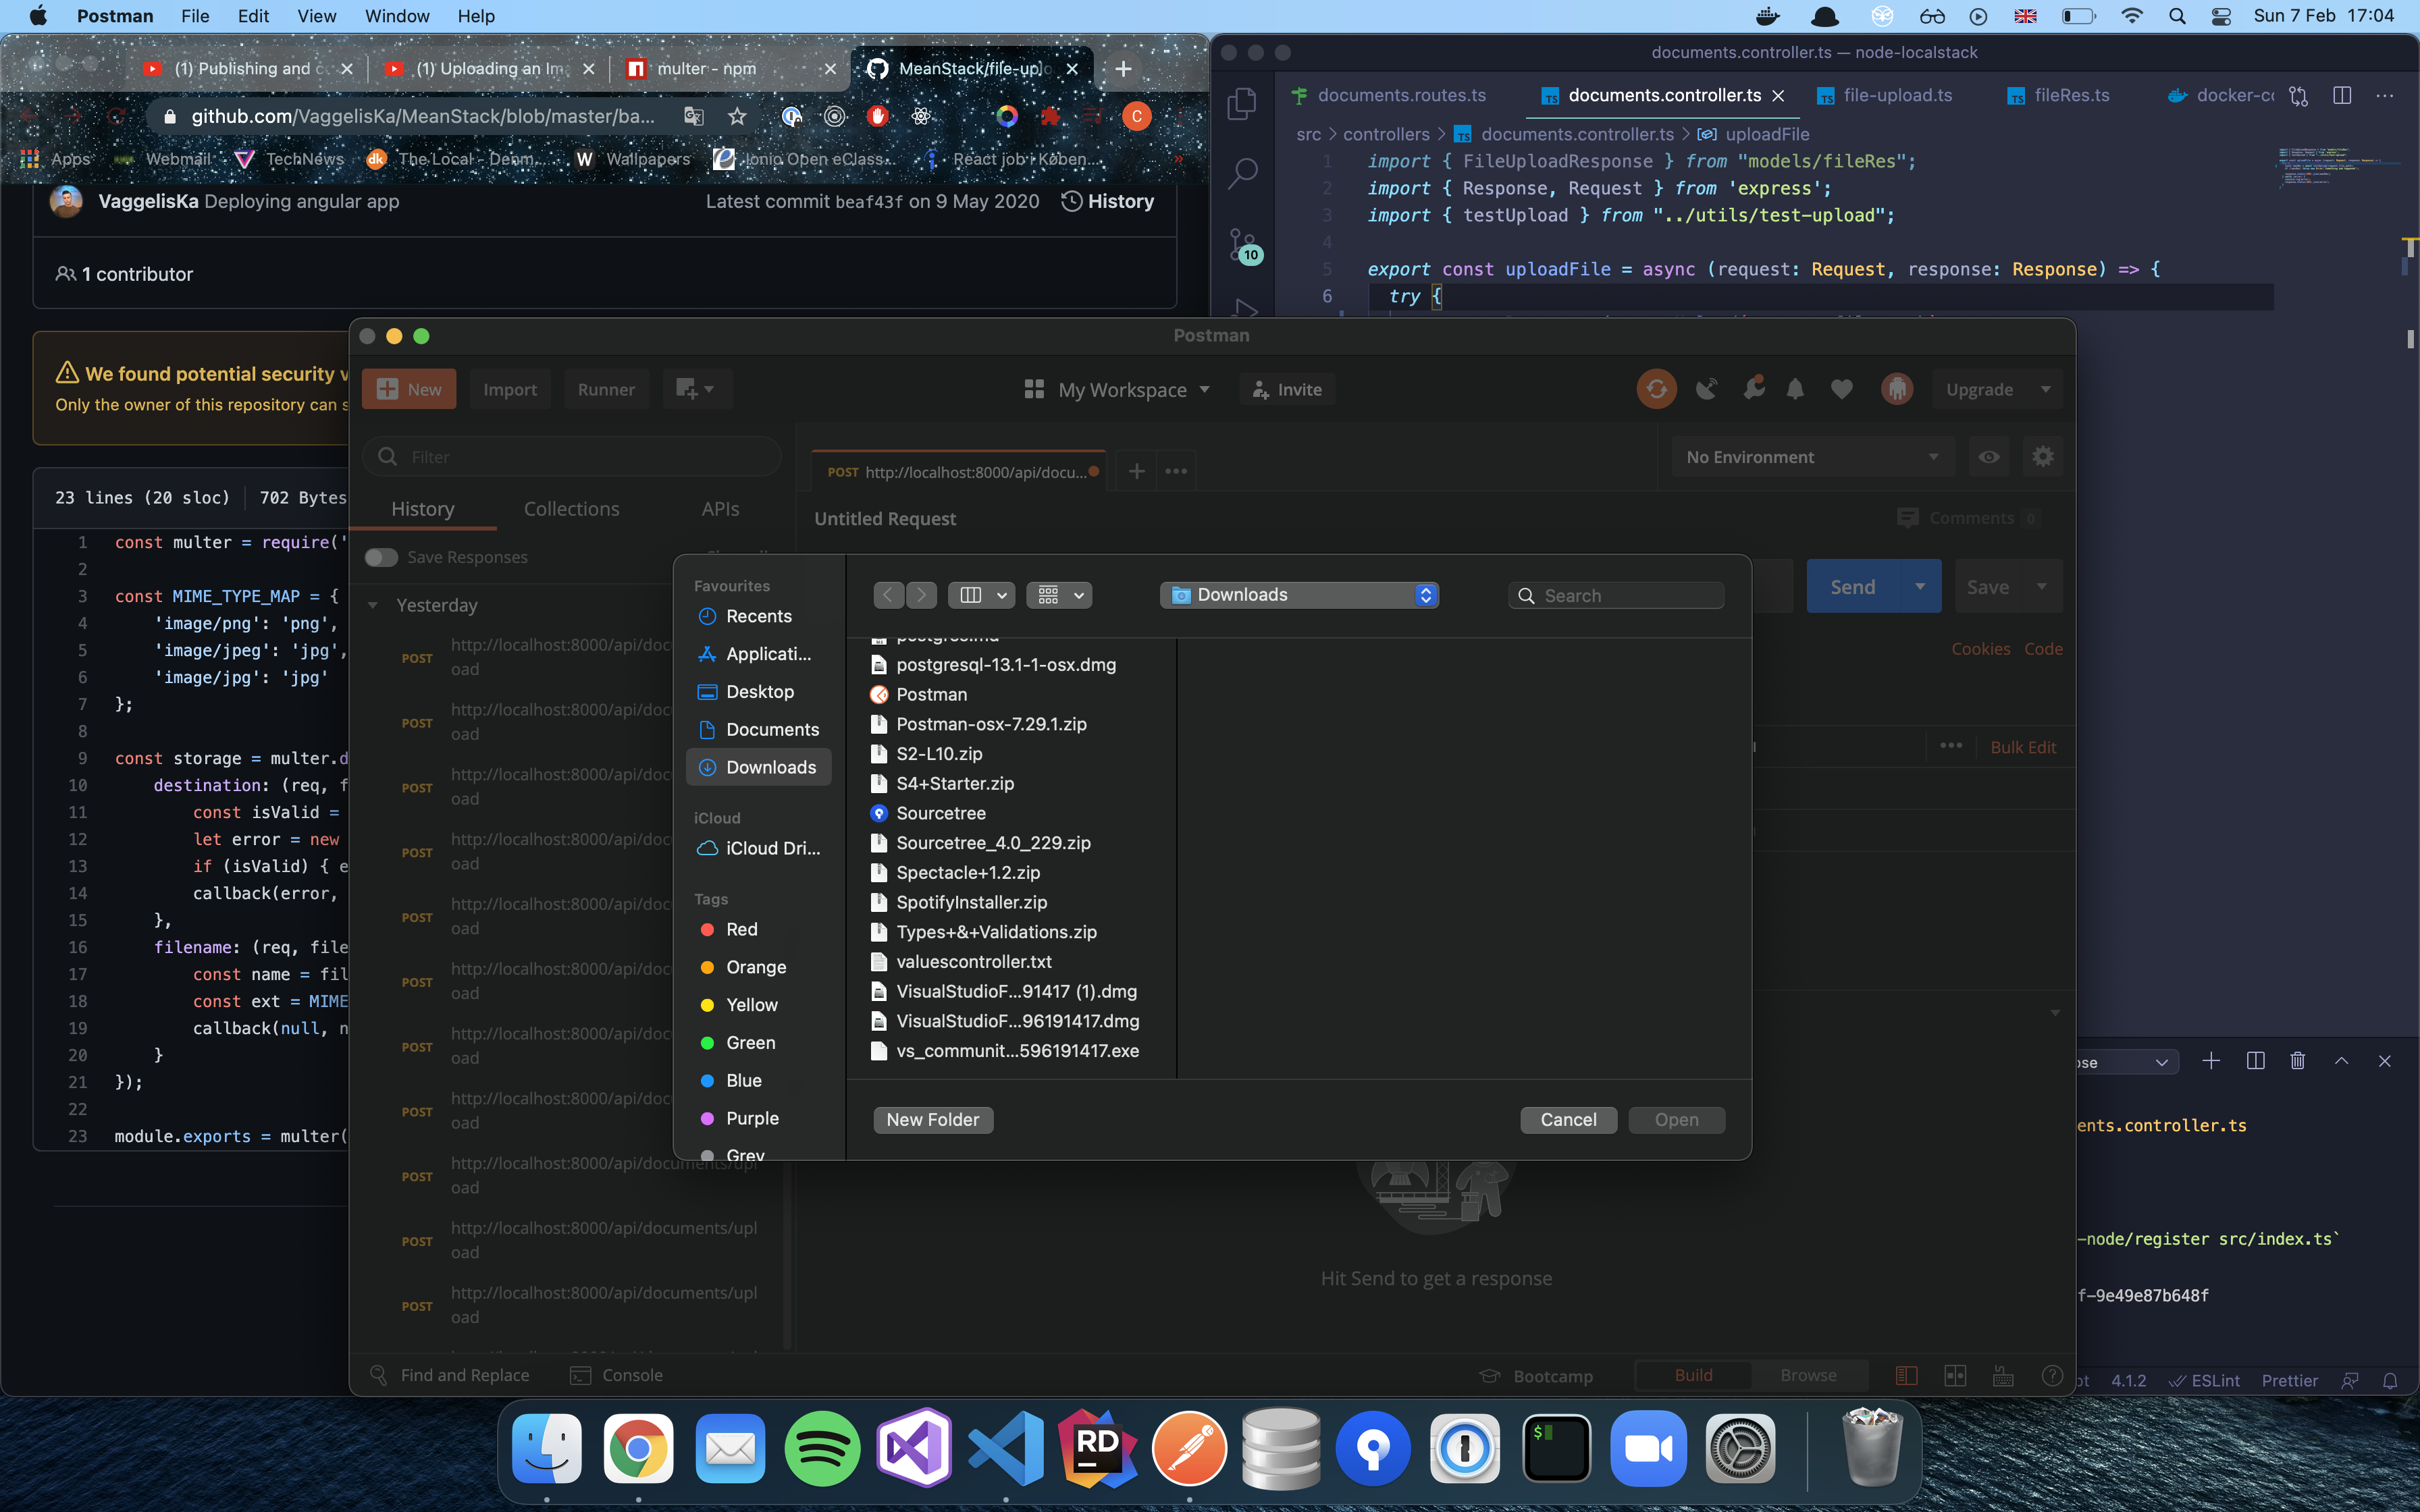 Postman File Edit View Window Help
Sun 7 Feb 17:04
(1) Publishing and c
(1) Uploading an Im
multer - npm
MeanStack/file-uplo
github.com/VaggelisKa/MeanStack/blob/master/ba...
C
Apps
Webmail
TechNews
dk
The Local - Denm...
W
Wallpapers
Ionio Open eClass...
React job i Køben...
»
VaggelisKa Deploying angular app
Latest commit beaf43f on 9 May 2020 History
1 contributor
We found potential security v
Only the owner of this repository can s
23 lines (20 sloc) 702 Bytes
1 const multer = require('
2
3 const MIME_TYPE_MAP = {
4 'image/png': 'png',
5 'image/jpeg': 'jpg',
6 'image/jpg': 'jpg'
7 };
8
9 const storage = multer.d
10 destination: (req, f
11 const isValid =
12 let error = new
13 if (isValid) { e
14 callback(error,
15 },
16 filename: (req, file
17 const name = fil
18 const ext = MIME
19 callback(null, n
20 }
21 });
22
23 module.exports = multer(
documents.controller.ts — node-localstack
documents.routes.ts
TS documents.controller.ts
TS file-upload.ts
TS fileRes.ts
docker-c
src > controllers > TS documents.controller.ts > uploadFile
10
1 import { FileUploadResponse } from "models/fileRes";
2 import { Response, Request } from 'express';
3 import { testUpload } from "../utils/test-upload";
4
5 export const uploadFile = async (request: Request, response: Response) => {
6 try {
Postman
New
Import
Runner
My Workspace
Invite
Upgrade
Filter
History
Collections
APIs
Save Responses
POST http://localhost:8000/api/docu...
No Environment
Untitled Request
Comments 0
Send
Save
Cookies Code
Bulk Edit
Yesterday
POST http://localhost:8000/api/doc
oad
POST http://localhost:8000/api/doc
oad
POST http://localhost:8000/api/doc
oad
POST http://localhost:8000/api/doc
oad
POST http://localhost:8000/api/doc
oad
POST http://localhost:8000/api/doc
oad
POST http://localhost:8000/api/doc
oad
POST http://localhost:8000/api/doc
oad
POST http://localhost:8000/api/documents/upl
oad
POST http://localhost:8000/api/documents/upl
oad
POST http://localhost:8000/api/documents/upl
oad
Favourites
Recents
Applicati...
Desktop
Documents
Downloads
iCloud
iCloud Dri...
Tags
Red
Orange
Yellow
Green
Blue
Purple
Grey
Downloads
Search
postgres.md
postgresql-13.1-1-osx.dmg
Postman
Postman-osx-7.29.1.zip
S2-L10.zip
S4+Starter.zip
Sourcetree
Sourcetree_4.0_229.zip
Spectacle+1.2.zip
SpotifyInstaller.zip
Types+&+Validations.zip
valuescontroller.txt
VisualStudioF...91417 (1).dmg
VisualStudioF...96191417.dmg
vs_communit...596191417.exe
New Folder
Cancel
Open
Hit Send to get a response
Find and Replace
Console
Bootcamp
Build
Browse
ose
ents.controller.ts
-node/register src/index.ts`
f-9e49e87b648f
pt 4.1.2 ESLint Prettier
RD
$